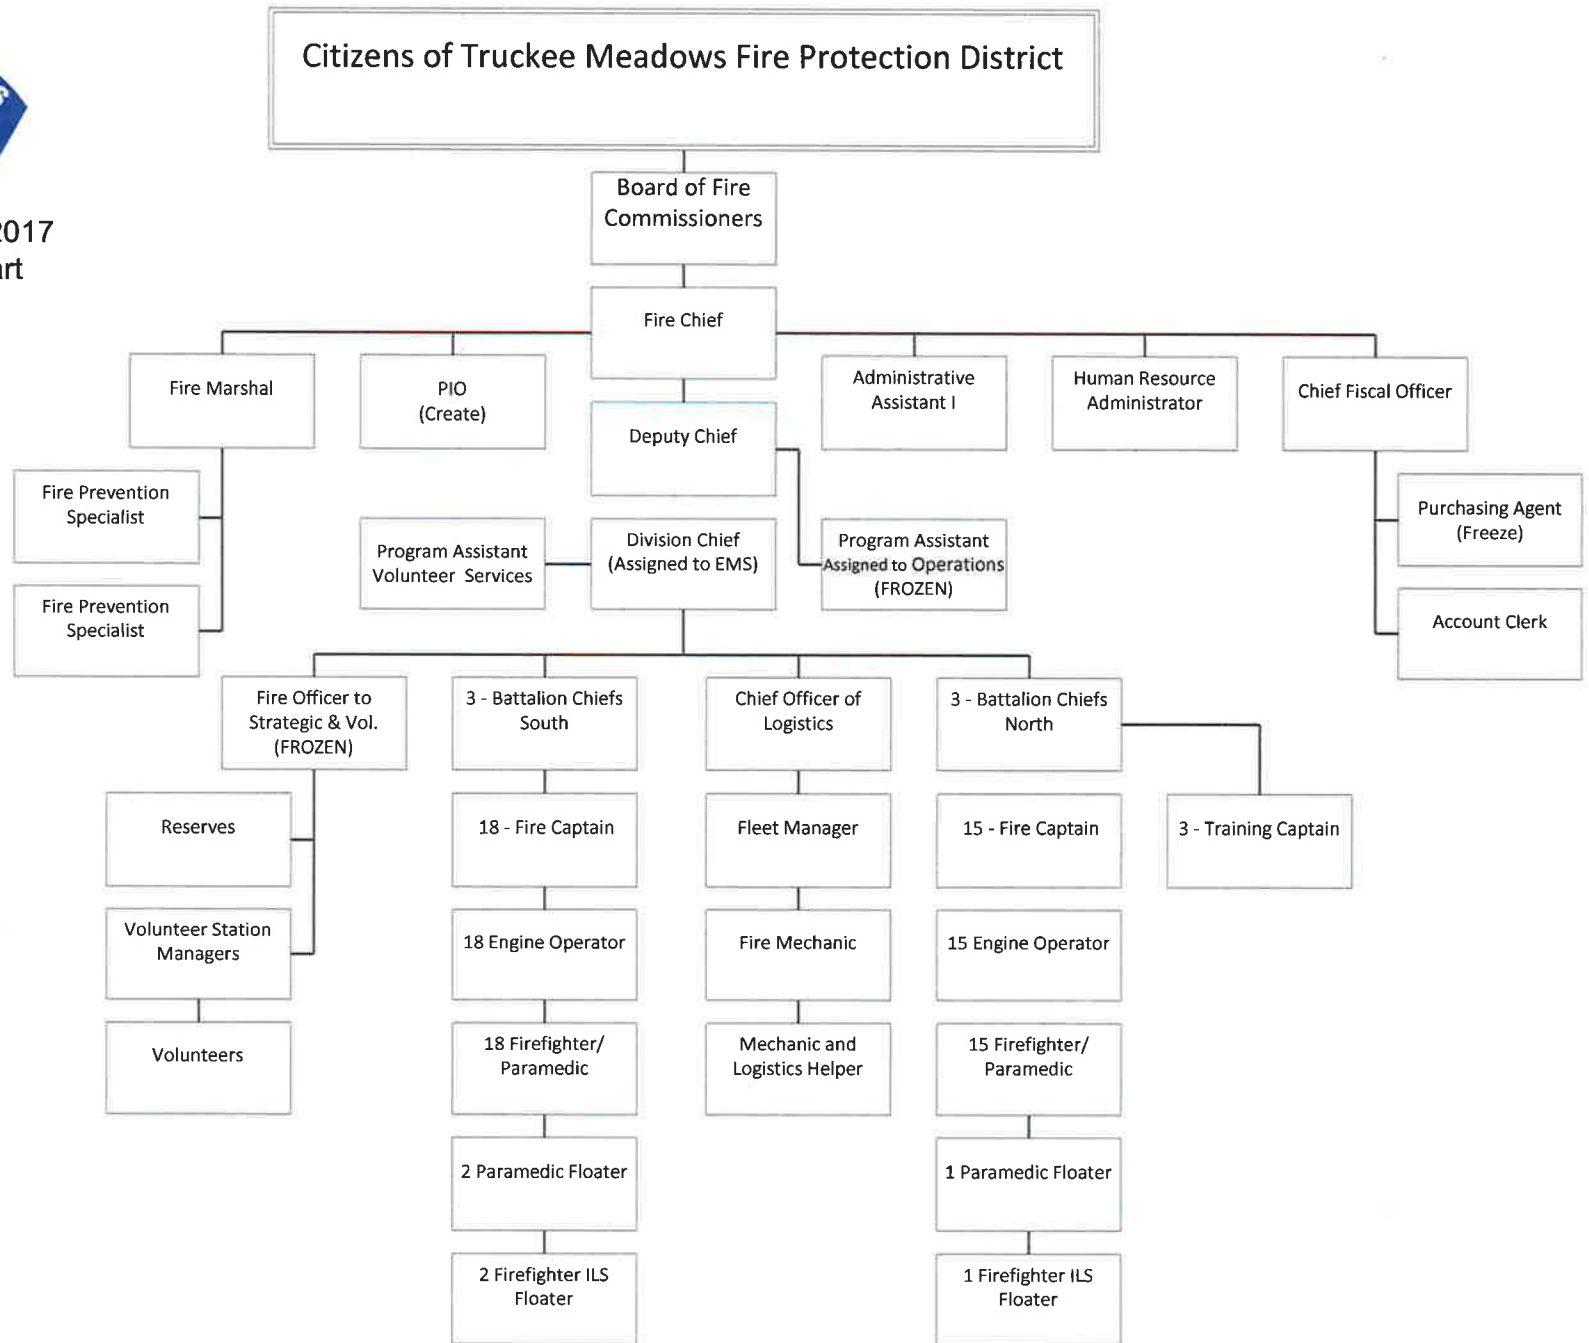 Citizens of Truckee Meadows Fire Protection District
2017
Board of Fire
Commissioners
Fire Chief
Fire Marshal
PIO
(Create)
Administrative
Assistant I
Human Resource
Administrator
Chief Fiscal Officer
Deputy Chief
Fire Prevention
Specialist
Purchasing Agent
(Freeze)
Program Assistant
Volunteer Services
Division Chief
(Assigned to EMS)
Program Assistant
Assigned to Operations
(FROZEN)
Fire Prevention
Specialist
Account Clerk
Fire Officer to
Strategic & Vol.
(FROZEN)
3 - Battalion Chiefs
South
Chief Officer of
Logistics
3 - Battalion Chiefs
North
Reserves
18 - Fire Captain
Fleet Manager
15 - Fire Captain
3 - Training Captain
Volunteer Station
Managers
18 Engine Operator
Fire Mechanic
15 Engine Operator
Volunteers
18 Firefighter/
Paramedic
Mechanic and
Logistics Helper
15 Firefighter/
Paramedic
2 Paramedic Floater
1 Paramedic Floater
2 Firefighter ILS
Floater
1 Firefighter ILS
Floater